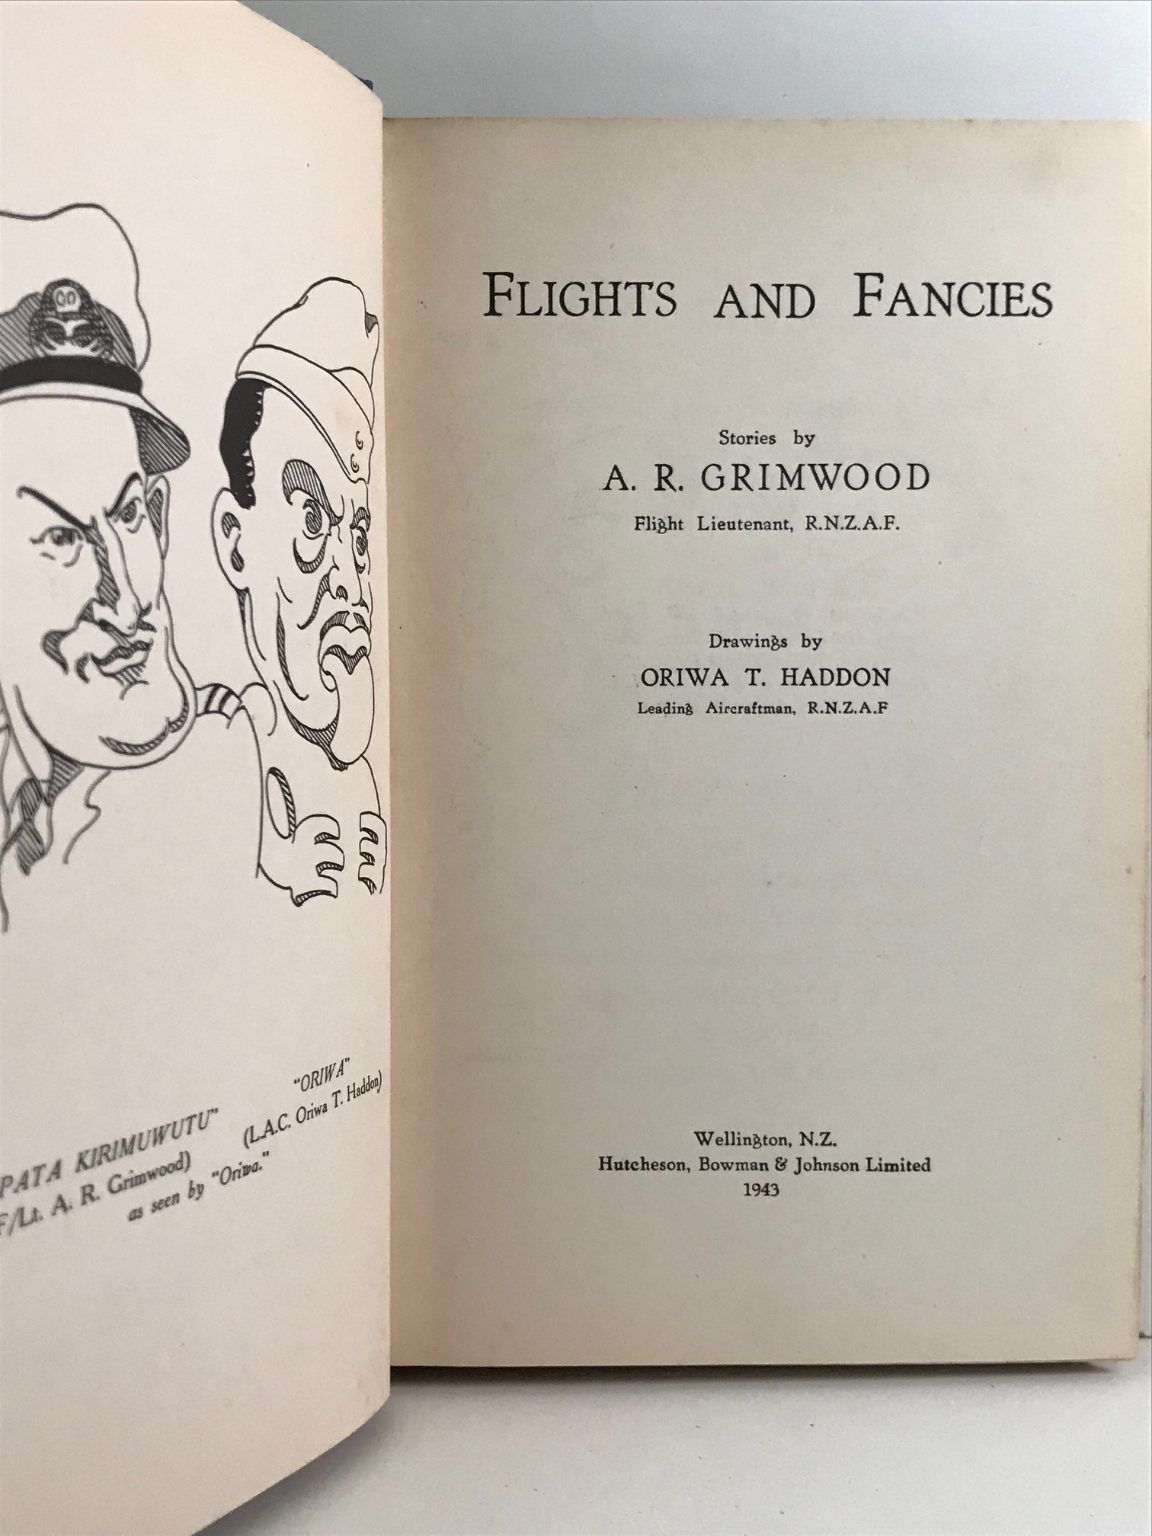 PATA KIRIMUWUTU"
F/Lt. A. R. Grimwood)
as seen by "Oriwa."
"ORIWA"
(L.A.C. Oriwa T. Haddon)
FLIGHTS AND FANCIES
Stories by
A. R. GRIMWOOD
Flight Lieutenant, R.N.Z.A.F.
Drawings by
ORIWA T. HADDON
Leading Aircraftman, R.N.Z.A.F
Wellington, N.Z.
Hutcheson, Bowman & Johnson Limited
1943